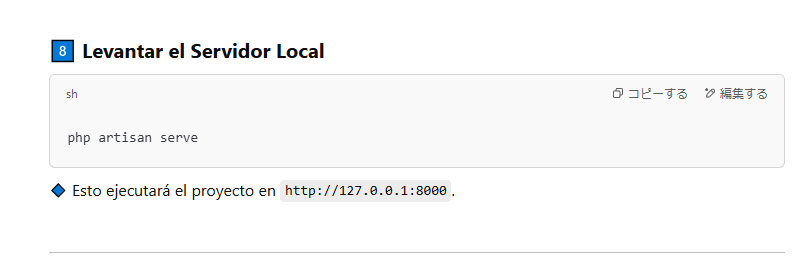 8 Levantar el Servidor Local
sh コピーする 編集する
php artisan serve
Esto ejecutará el proyecto en http://127.0.0.1:8000.